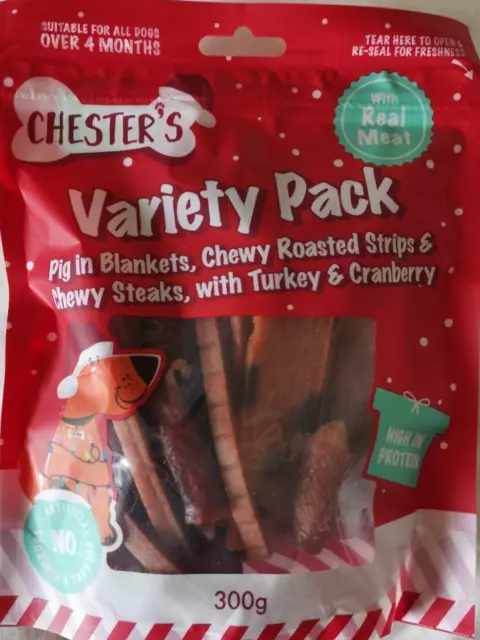 SUITABLE FOR ALL DOGS
OVER 4 MONTHS
TEAR HERE TO OPEN &
RE-SEAL FOR FRESHNESS
CHESTER'S
With
Real
Meat
Variety Pack
Pig in Blankets, Chewy Roasted Strips &
Chewy Steaks, with Turkey & Cranberry
HIGH IN
PROTEIN
NO
ARTIFICIAL
300g